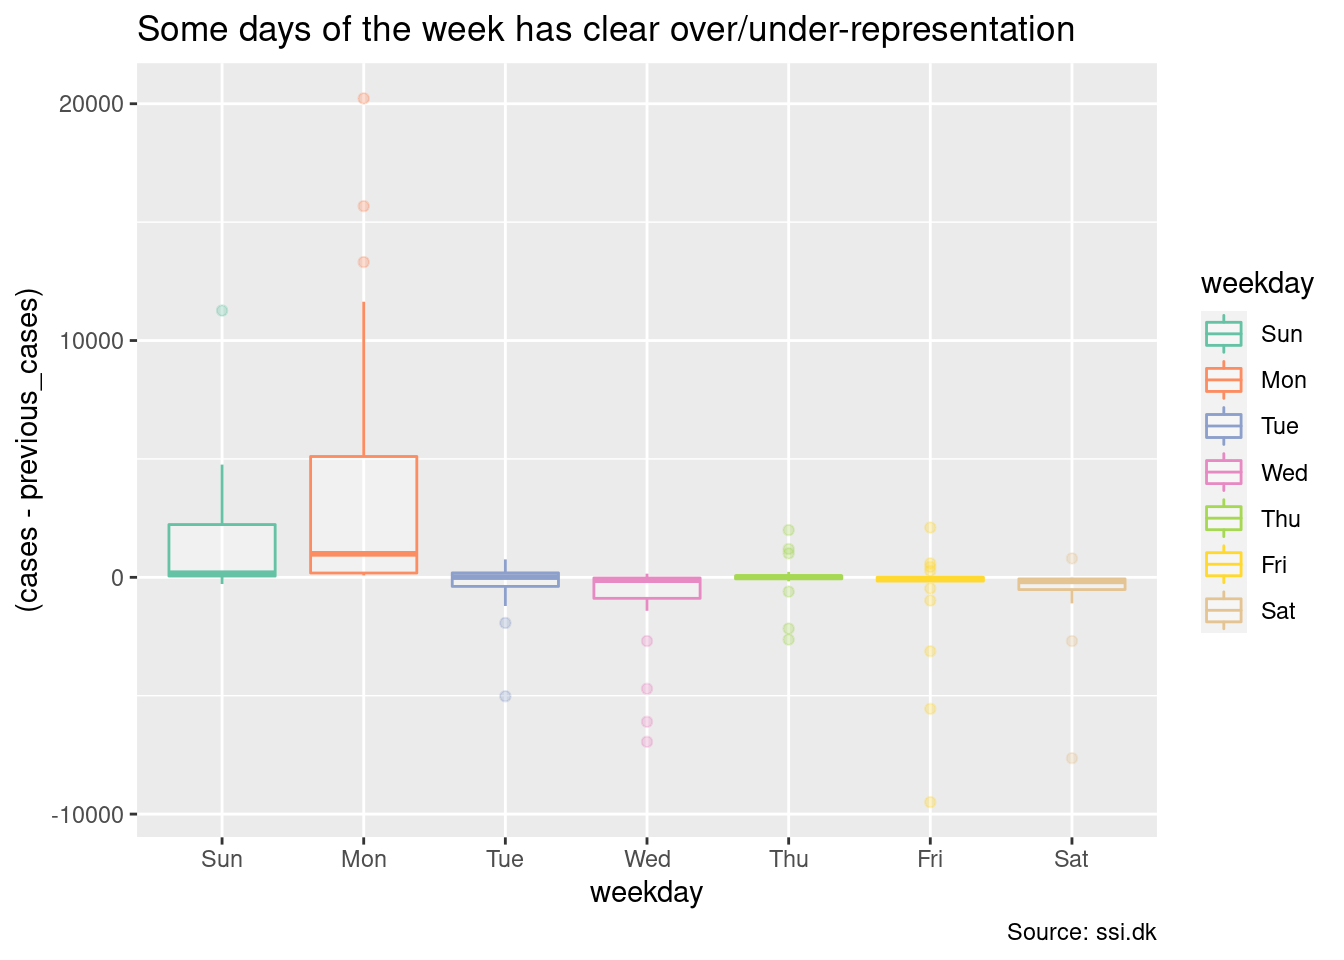 Some days of the week has clear over/under-representation
20000
10000
0
-10000
(cases - previous_cases)
Sun Mon Tue Wed Thu Fri Sat
weekday
weekday
Sun
Mon
Tue
Wed
Thu
Fri
Sat
Source: ssi.dk